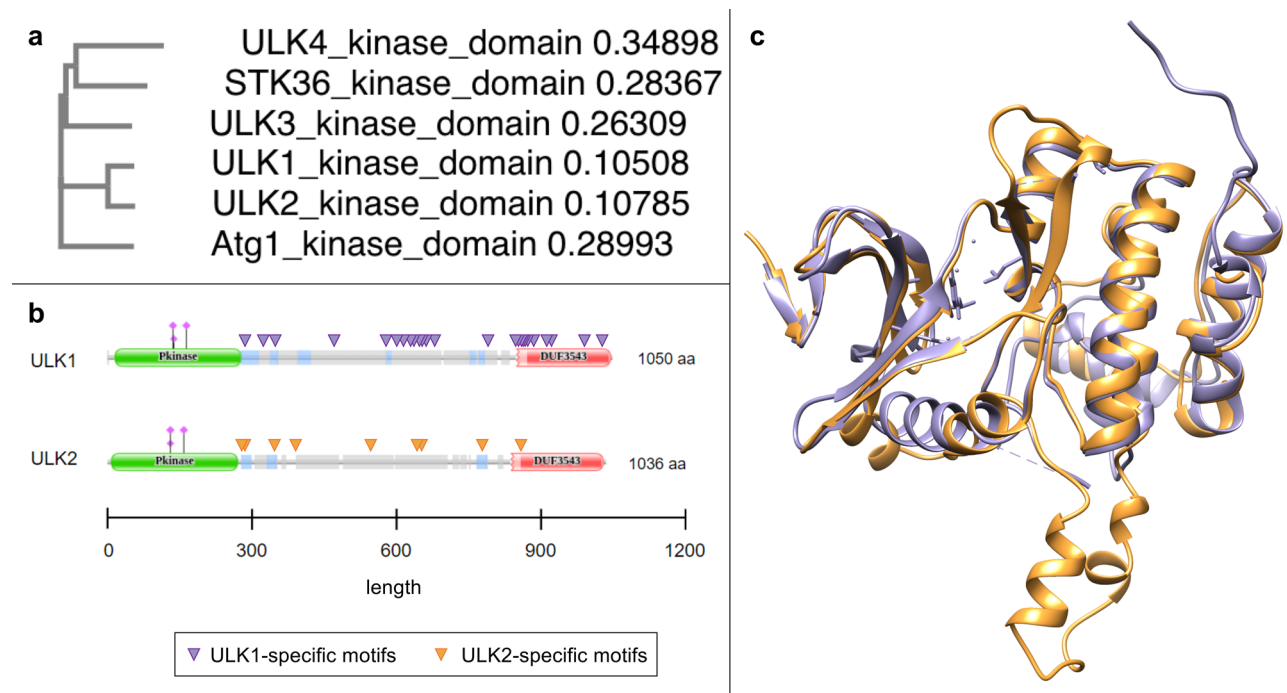 a
ULK4_kinase_domain 0.34898
STK36_kinase_domain 0.28367
ULK3_kinase_domain 0.26309
ULK1_kinase_domain 0.10508
ULK2_kinase_domain 0.10785
Atg1_kinase_domain 0.28993
b
ULK1 Pkinase DUF3543 1050 aa
ULK2 Pkinase DUF3543 1036 aa
0 300 600 900 1200
length
ULK1-specific motifs ULK2-specific motifs
c